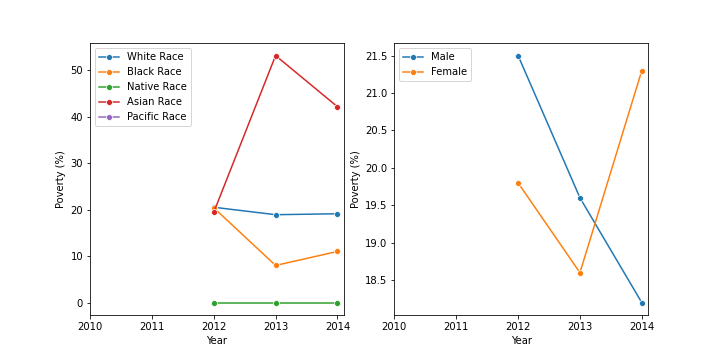 White Race
Black Race
Native Race
Asian Race
Pacific Race
Poverty (%)
50
40
30
20
10
0
2010 2011 2012 2013 2014
Year
Male
Female
Poverty (%)
21.5
21.0
20.5
20.0
19.5
19.0
18.5
2010 2011 2012 2013 2014
Year